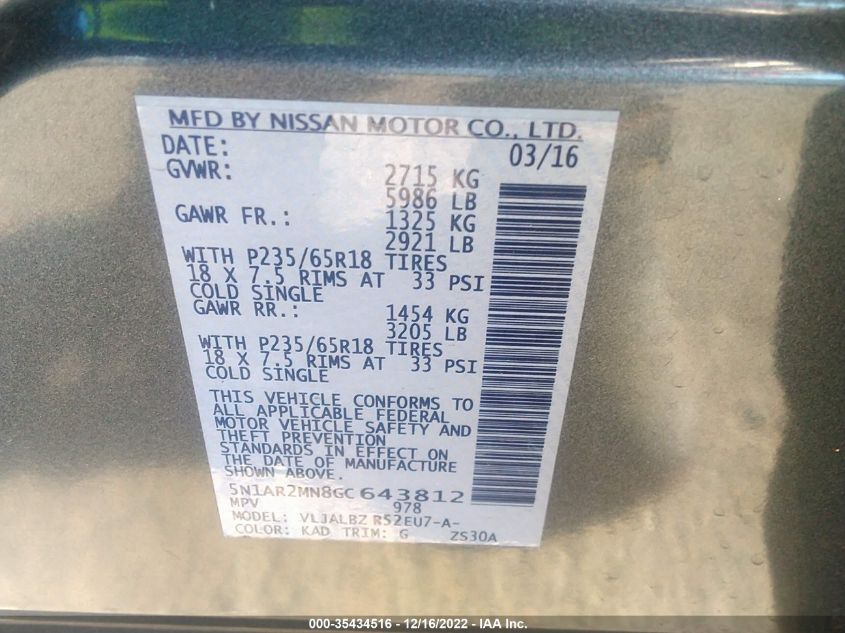 MFD BY NISSAN MOTOR CO., LTD.
DATE: 03/16
GVWR: 2715 KG
5986 LB
GAWR FR.: 1325 KG
2921 LB
WITH P235/65R18 TIRES
18 X 7.5 RIMS AT 33 PSI
COLD SINGLE
GAWR RR.: 1454 KG
3205 LB
WITH P235/65R18 TIRES
18 X 7.5 RIMS AT 33 PSI
COLD SINGLE
THIS VEHICLE CONFORMS TO
ALL APPLICABLE FEDERAL
MOTOR VEHICLE SAFETY AND
THEFT PREVENTION
STANDARDS IN EFFECT ON
THE DATE OF MANUFACTURE
SHOWN ABOVE.
5N1AR2MN8GC643812
MPV 978
MODEL: VLJALBZ R52EU7-A-
COLOR: KAD TRIM: G ZS30A
000-35434516 - 12/16/2022 - IAA Inc.